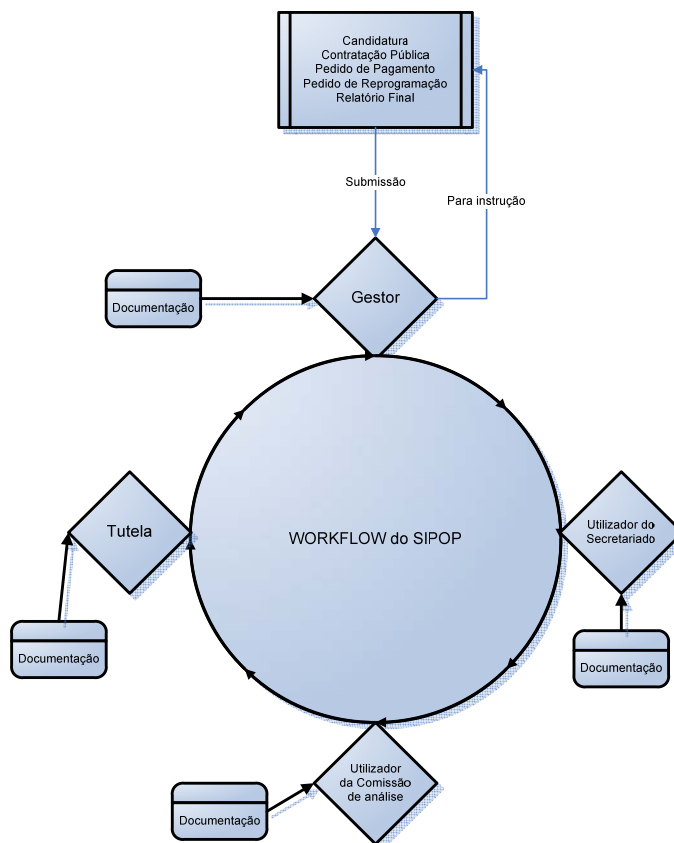 Candidatura
Contratação Pública
Pedido de Pagamento
Pedido de Reprogramação
Relatório Final
Submissão
Para instrução
Gestor
Documentação
Tutela
WORKFLOW do SIPOP
Utilizador do
Secretariado
Documentação
Documentação
Utilizador
da Comissão
de análise
Documentação